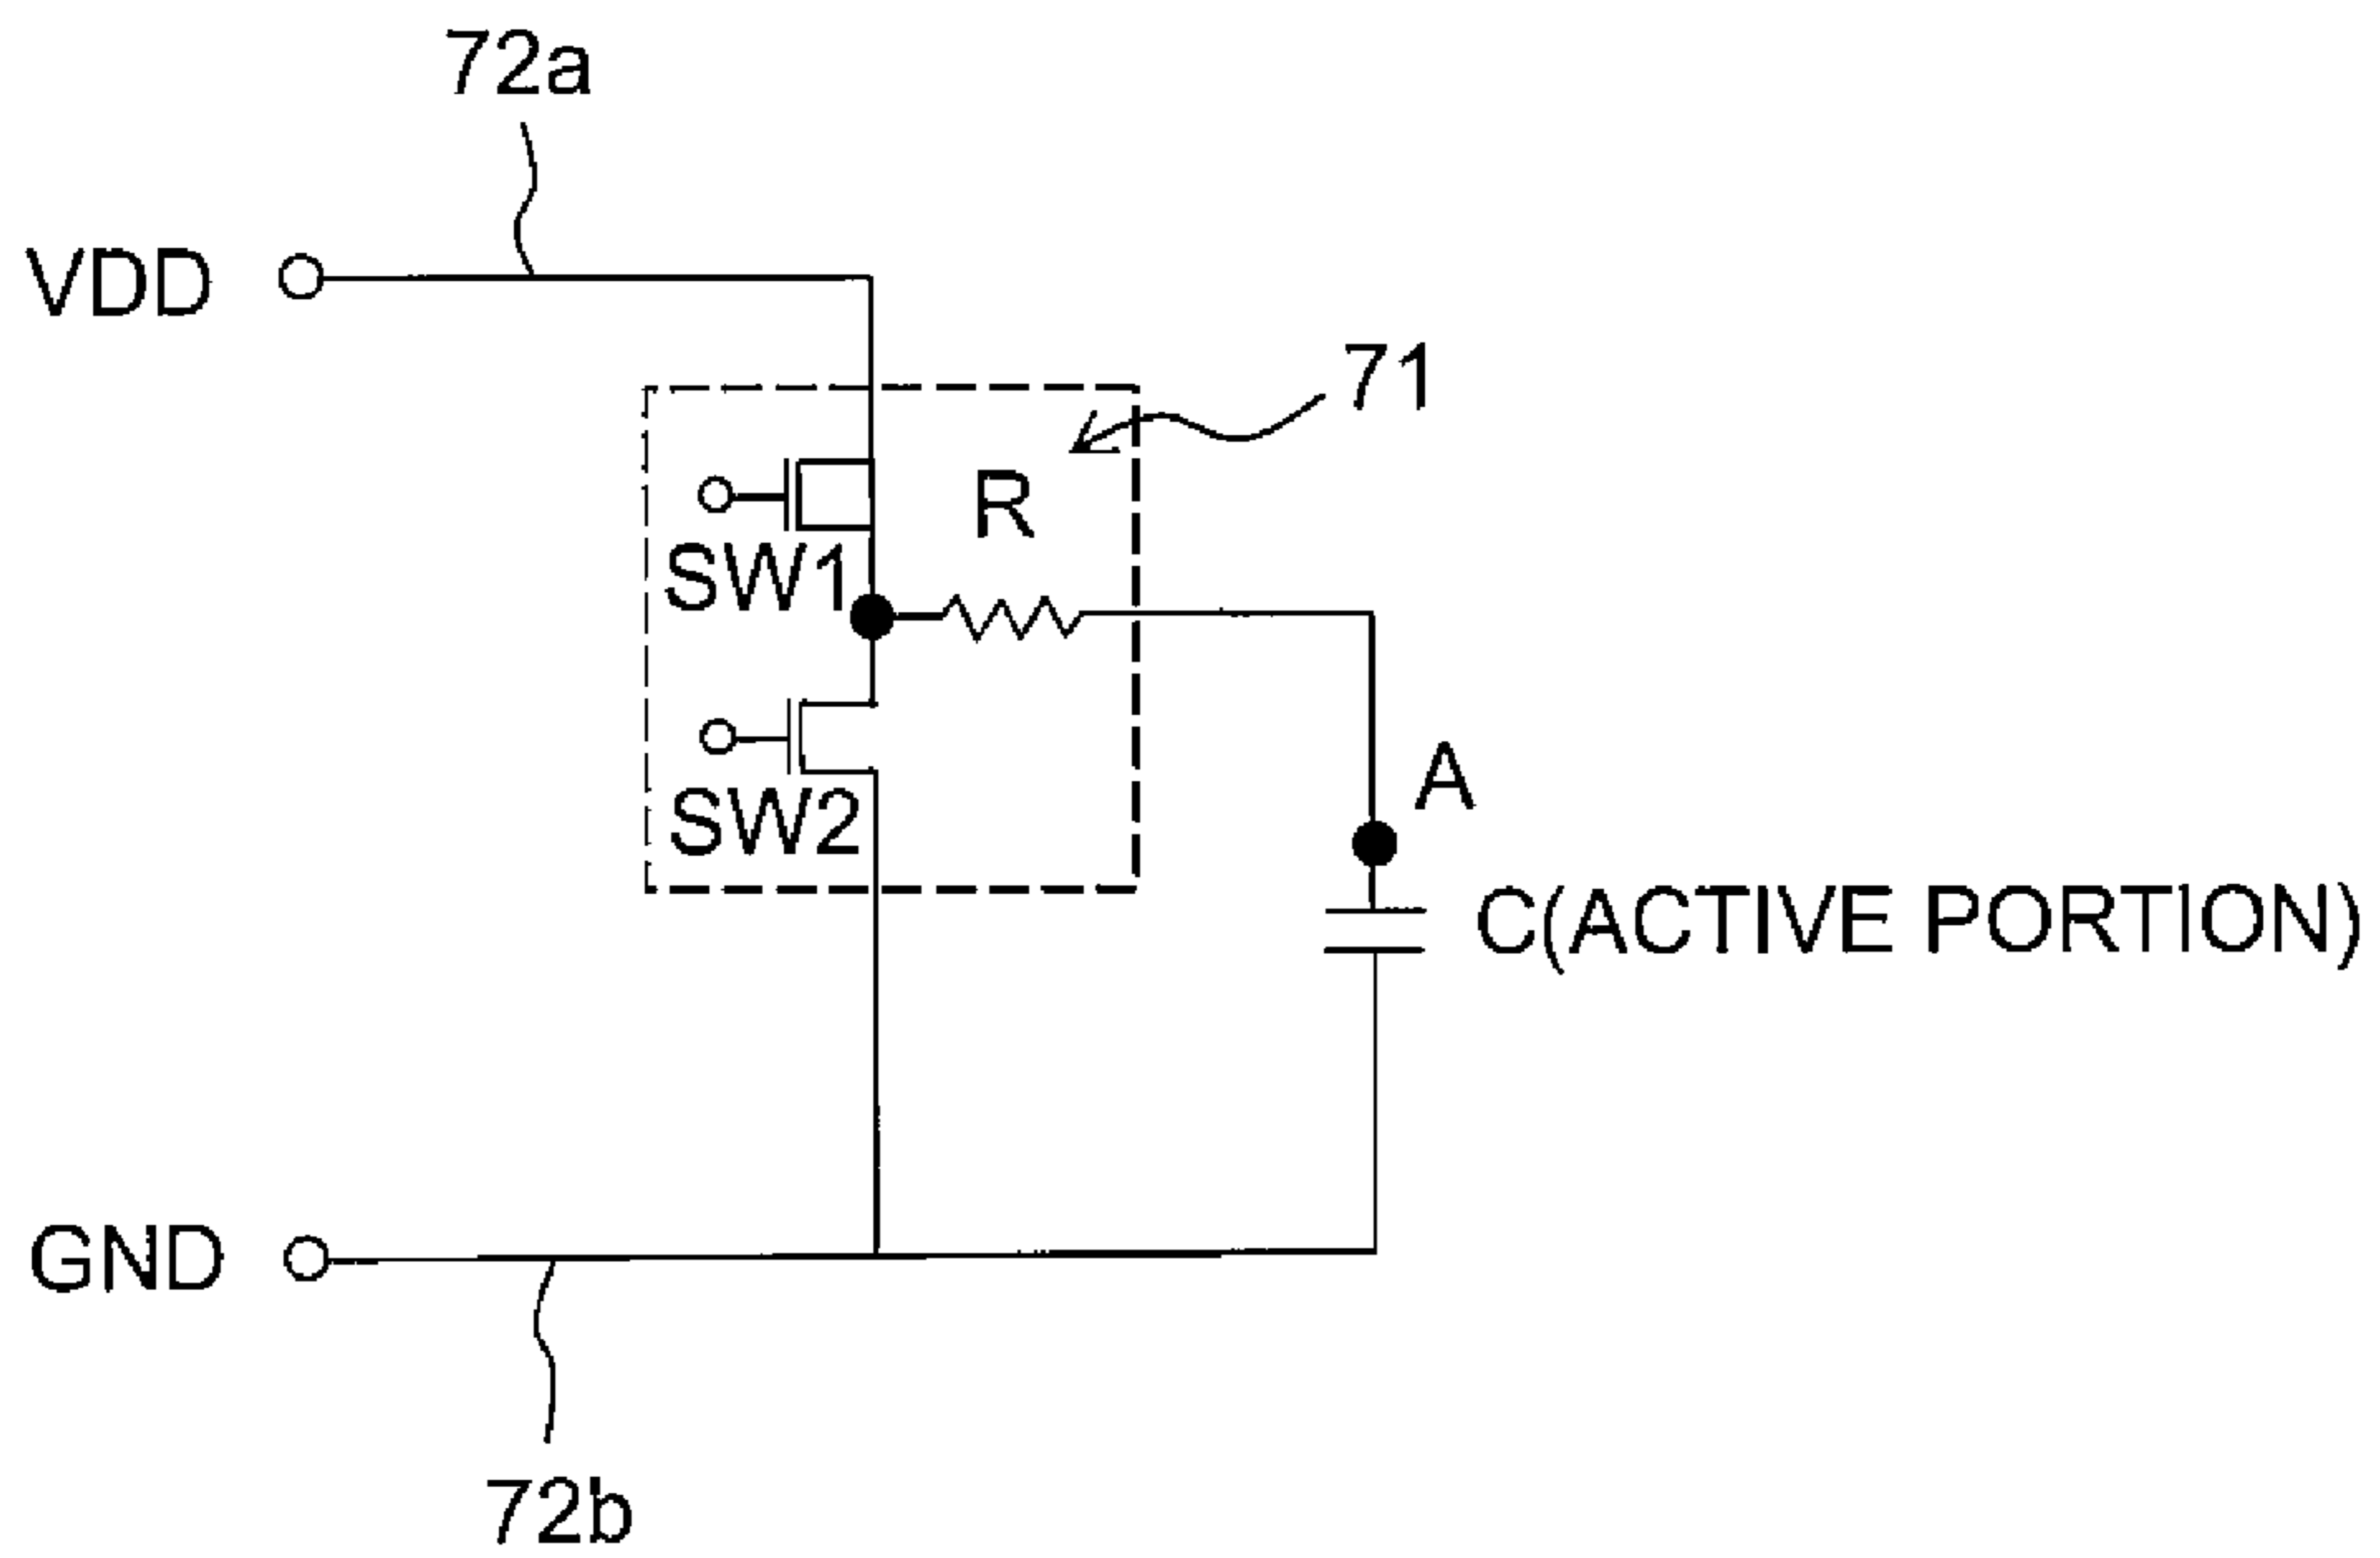 72a
VDD
71
R
SW1
A
SW2
C(ACTIVE PORTION)
GND
72b